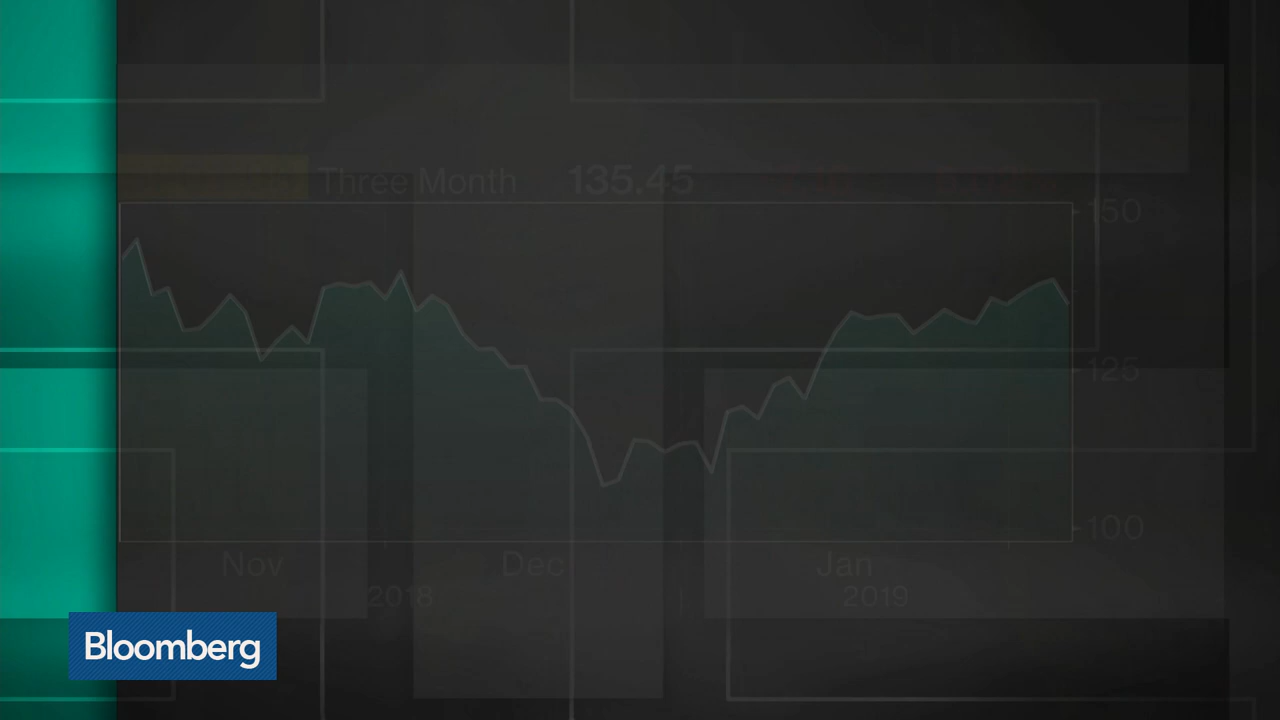 Three Month 135.45
150
125
100
Nov Dec Jan
2018 2019
Bloomberg